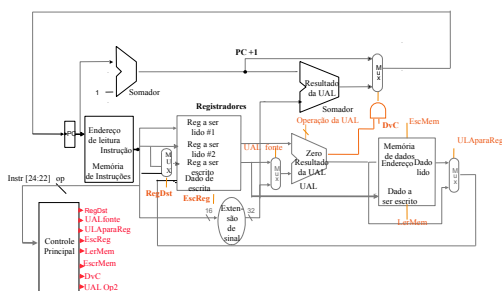 PC +1
Mux
1
Somador
Resultado
da UAL
Somador
Registradores
PC
Endereço
de leitura
Instrução
Memória
de Instruções
Reg a ser
lido #1
Reg a ser
lido #2
Reg a ser
escrito
Dado de
escrita
Mux
RegDst
EscReg
Operação da UAL
UAL fonte
Mux
Zero
Resultado
da UAL
UAL
DvC
EscMem
Memória
de dados
Endereço
Dado
lido
Dado a
ser escrito
LerMem
ULAparaReg
Mux
Instr [24:22]
op
16
Exten-
são de
sinal
32
Controle
Principal
RegDst
UALfonte
ULAparaReg
EscReg
LerMem
EscrMem
DvC
UAL Op2